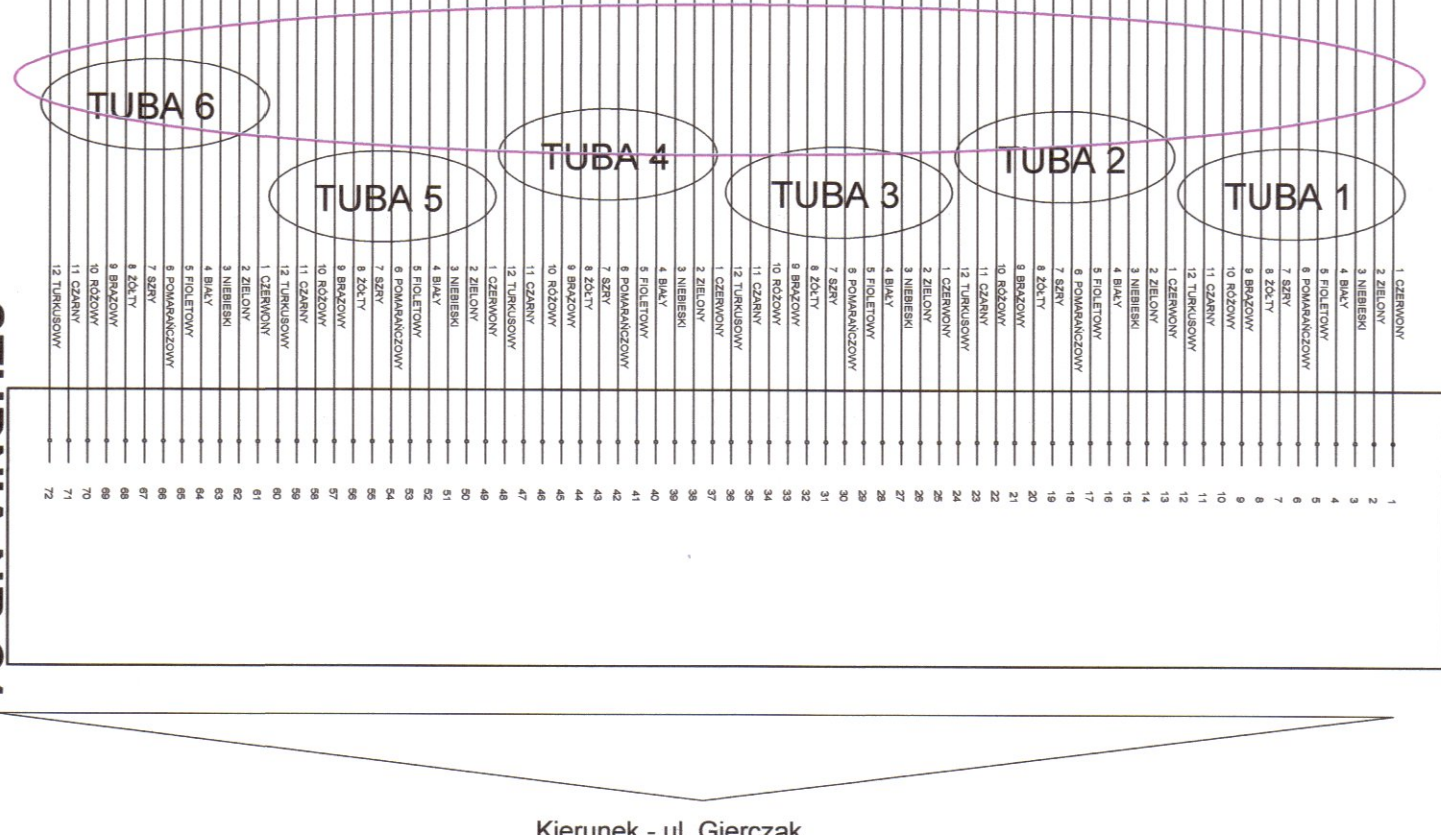 TUBA 6
TUBA 5
TUBA 4
TUBA 3
TUBA 2
TUBA 1
1 CZERWONY
2 ZIELONY
3 NIEBIESKI
4 BIAŁY
5 FIOLETOWY
6 POMARAŃCZOWY
7 SZRY
8 ŻÓŁTY
9 BRĄZOWY
10 RÓŻOWY
11 CZARNY
12 TURKUSOWY
1 CZERWONY
2 ZIELONY
3 NIEBIESKI
4 BIAŁY
5 FIOLETOWY
6 POMARAŃCZOWY
7 SZRY
8 ŻÓŁTY
9 BRĄZOWY
10 RÓŻOWY
11 CZARNY
12 TURKUSOWY
1 CZERWONY
2 ZIELONY
3 NIEBIESKI
4 BIAŁY
5 FIOLETOWY
6 POMARAŃCZOWY
7 SZRY
8 ŻÓŁTY
9 BRĄZOWY
10 RÓŻOWY
11 CZARNY
12 TURKUSOWY
1 CZERWONY
2 ZIELONY
3 NIEBIESKI
4 BIAŁY
5 FIOLETOWY
6 POMARAŃCZOWY
7 SZRY
8 ŻÓŁTY
9 BRĄZOWY
10 RÓŻOWY
11 CZARNY
12 TURKUSOWY
1 CZERWONY
2 ZIELONY
3 NIEBIESKI
4 BIAŁY
5 FIOLETOWY
6 POMARAŃCZOWY
7 SZRY
8 ŻÓŁTY
9 BRĄZOWY
10 RÓŻOWY
11 CZARNY
12 TURKUSOWY
1 CZERWONY
2 ZIELONY
3 NIEBIESKI
4 BIAŁY
5 FIOLETOWY
6 POMARAŃCZOWY
7 SZRY
8 ŻÓŁTY
9 BRĄZOWY
10 RÓŻOWY
11 CZARNY
12 TURKUSOWY
1
2
3
4
5
6
7
8
9
10
11
12
13
14
15
16
17
18
19
20
21
22
23
24
25
26
27
28
29
30
31
32
33
34
35
36
37
38
39
40
41
42
43
44
45
46
47
48
49
50
51
52
53
54
55
56
57
58
59
60
61
62
63
64
65
66
67
68
69
70
71
72
Kierunek - ul. Gierczak